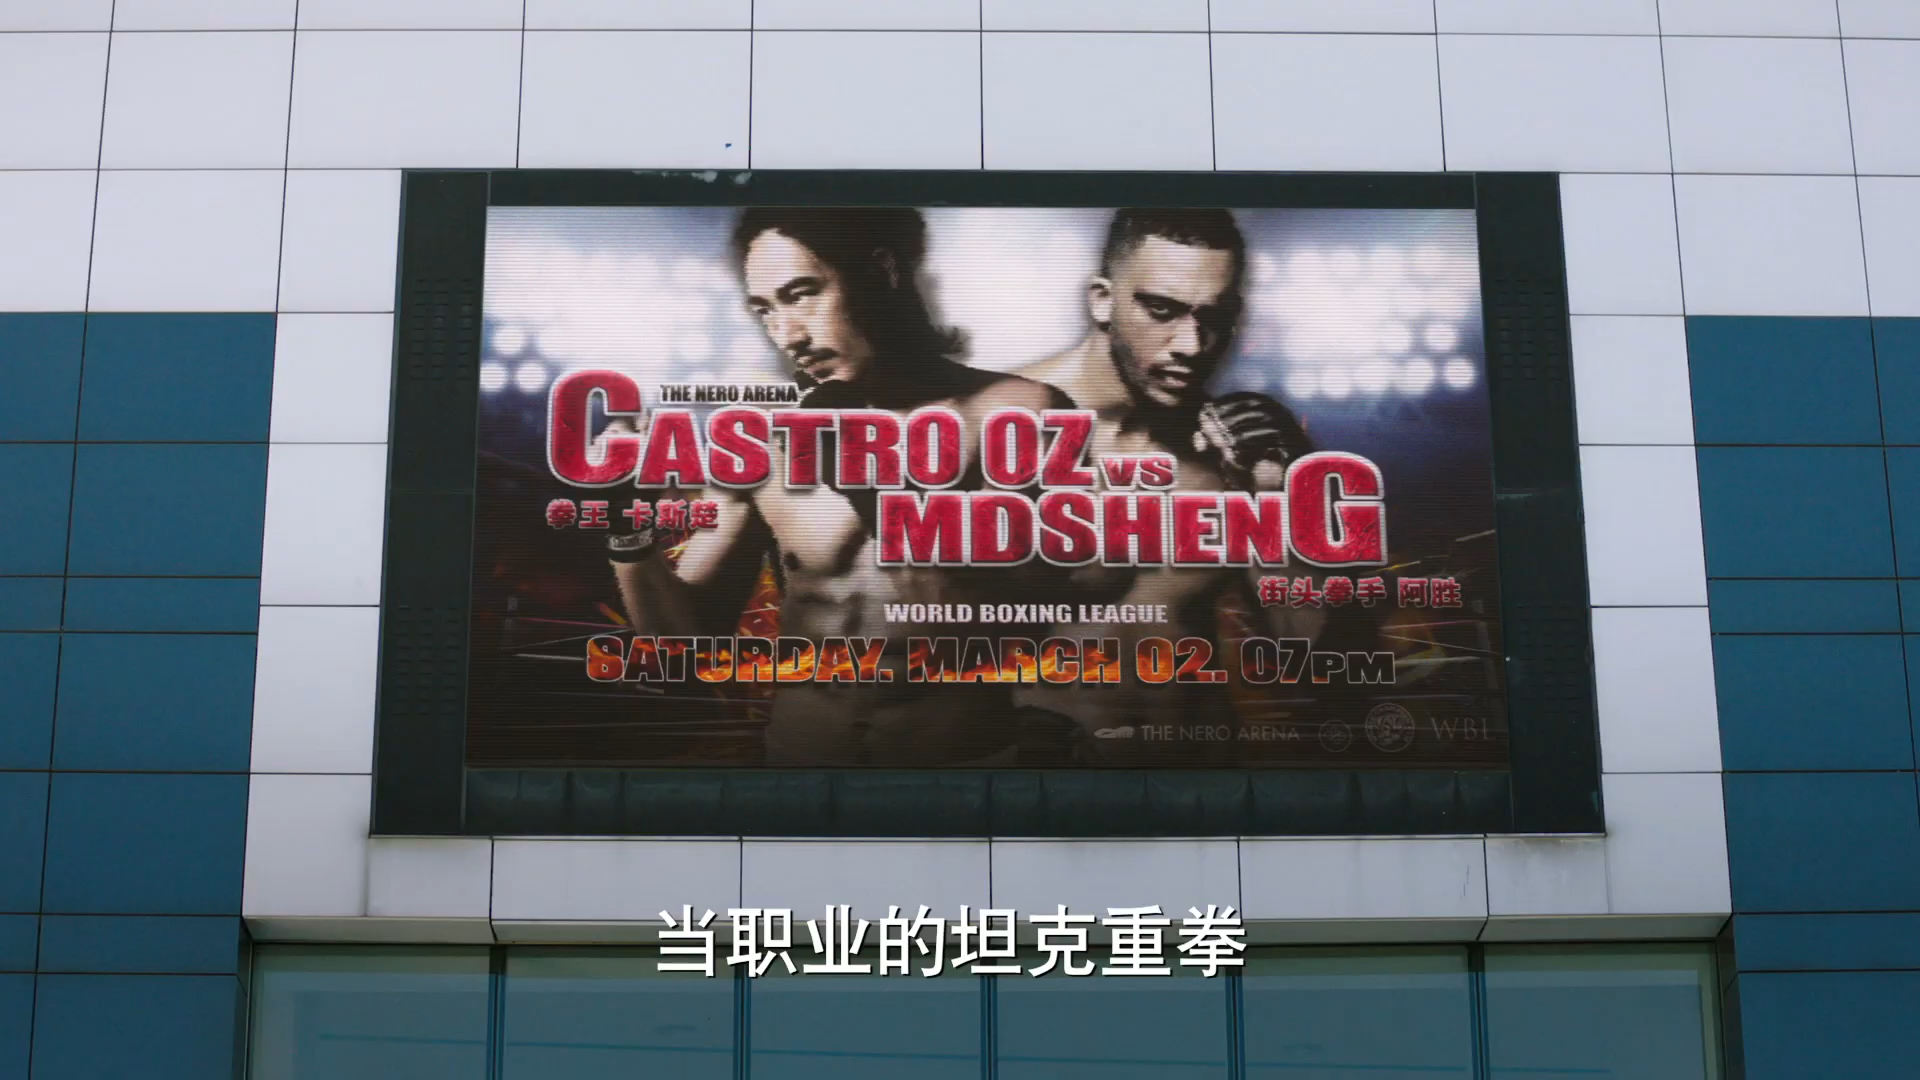 THE NERO ARENA
CASTRO OZ VS
拳王 卡斯楚
MDSHENG
街头拳手 阿胜
WORLD BOXING LEAGUE
SATURDAY. MARCH 02. 07PM
THE NERO ARENA
WBL
当职业的坦克重拳